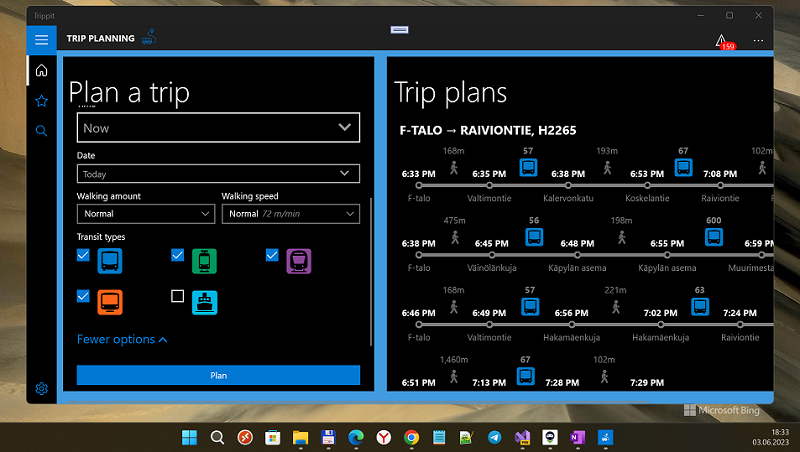 Trippit
TRIP PLANNING
159
Plan a trip
Now
Date
Today
Walking amount
Walking speed
Normal
Normal 72 m/min
Transit types
Fewer options
Plan
Trip plans
F-TALO → RAIVIONTIE, H2265
168m 57 193m 67 102m
6:33 PM 6:35 PM 6:38 PM 6:53 PM 7:08 PM
F-talo Valtimontie Kalervonkatu Koskelantie Raiviontie
475m 56 198m 600
6:38 PM 6:45 PM 6:48 PM 6:55 PM 6:59 P
F-talo Väinölänkuja Käpylän asema Käpylän asema Muurimesta
168m 57 221m 63
6:46 PM 6:49 PM 6:56 PM 7:02 PM 7:24 PM
F-talo Valtimontie Hakamäenkuja Hakamäenkuja Raiviontie
1,460m 67 102m
6:51 PM 7:13 PM 7:28 PM 7:29 PM
Microsoft Bing
18:33
03.06.2023